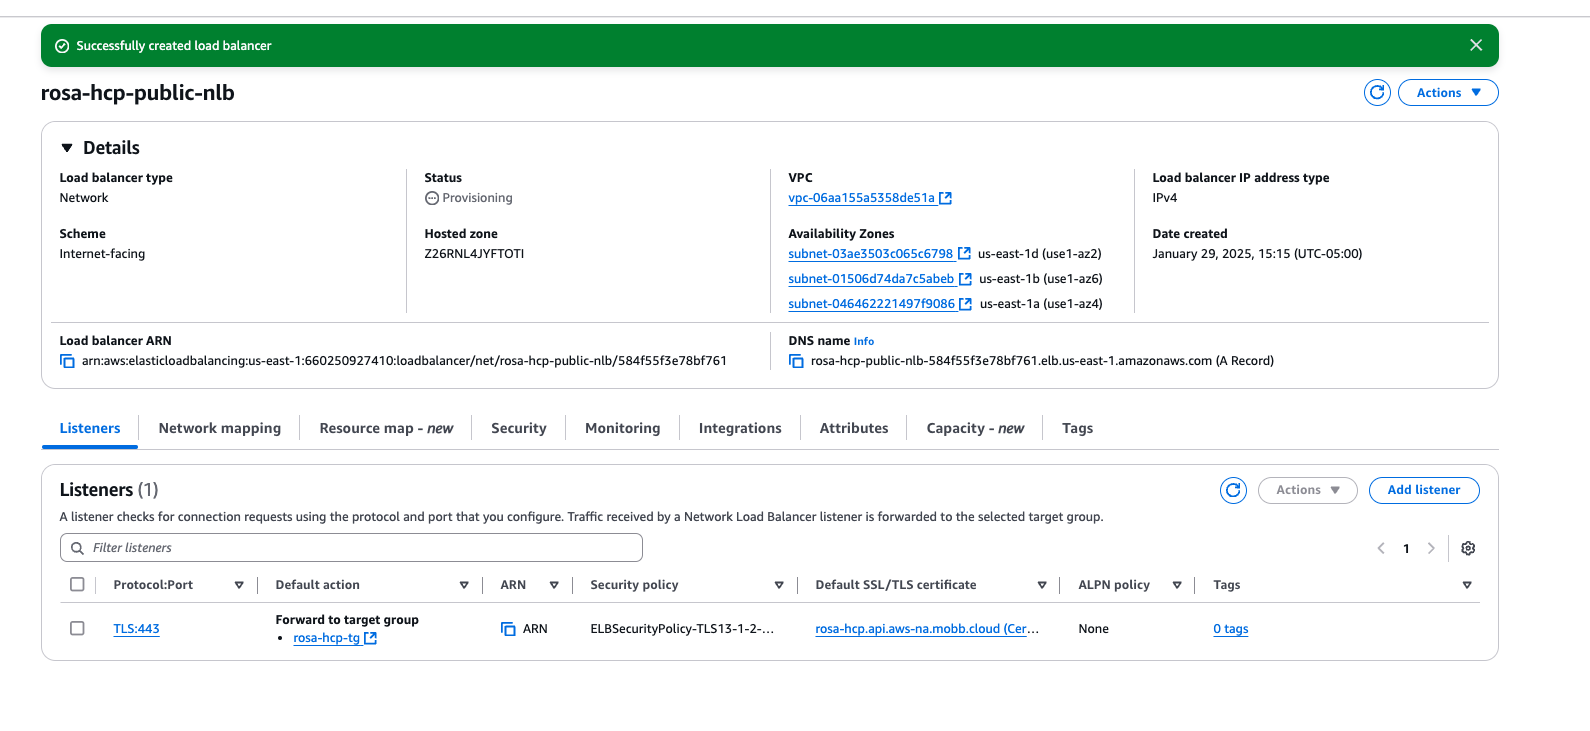 Successfully created load balancer
rosa-hcp-public-nlb
Actions
Details
Load balancer type
Network
Status
Provisioning
VPC
vpc-06aa155a5358de51a
Load balancer IP address type
IPv4
Scheme
Internet-facing
Hosted zone
Z26RNL4JYFTOTI
Availability Zones
subnet-03ae3503c065c6798 us-east-1d (use1-az2)
subnet-01506d74da7c5abeb us-east-1b (use1-az6)
subnet-046462221497f9086 us-east-1a (use1-az4)
Date created
January 29, 2025, 15:15 (UTC-05:00)
Load balancer ARN
arn:aws:elasticloadbalancing:us-east-1:660250927410:loadbalancer/net/rosa-hcp-public-nlb/584f55f3e78bf761
DNS name Info
rosa-hcp-public-nlb-584f55f3e78bf761.elb.us-east-1.amazonaws.com (A Record)
Listeners Network mapping Resource map - new Security Monitoring Integrations Attributes Capacity - new Tags
Listeners (1)
Actions
Add listener
A listener checks for connection requests using the protocol and port that you configure. Traffic received by a Network Load Balancer listener is forwarded to the selected target group.
Filter listeners
1
Protocol:Port Default action ARN Security policy Default SSL/TLS certificate ALPN policy Tags
TLS:443
Forward to target group
• rosa-hcp-tg
ARN
ELBSecurityPolicy-TLS13-1-2-...
rosa-hcp.api.aws-na.mobb.cloud (Cer...
None
0 tags